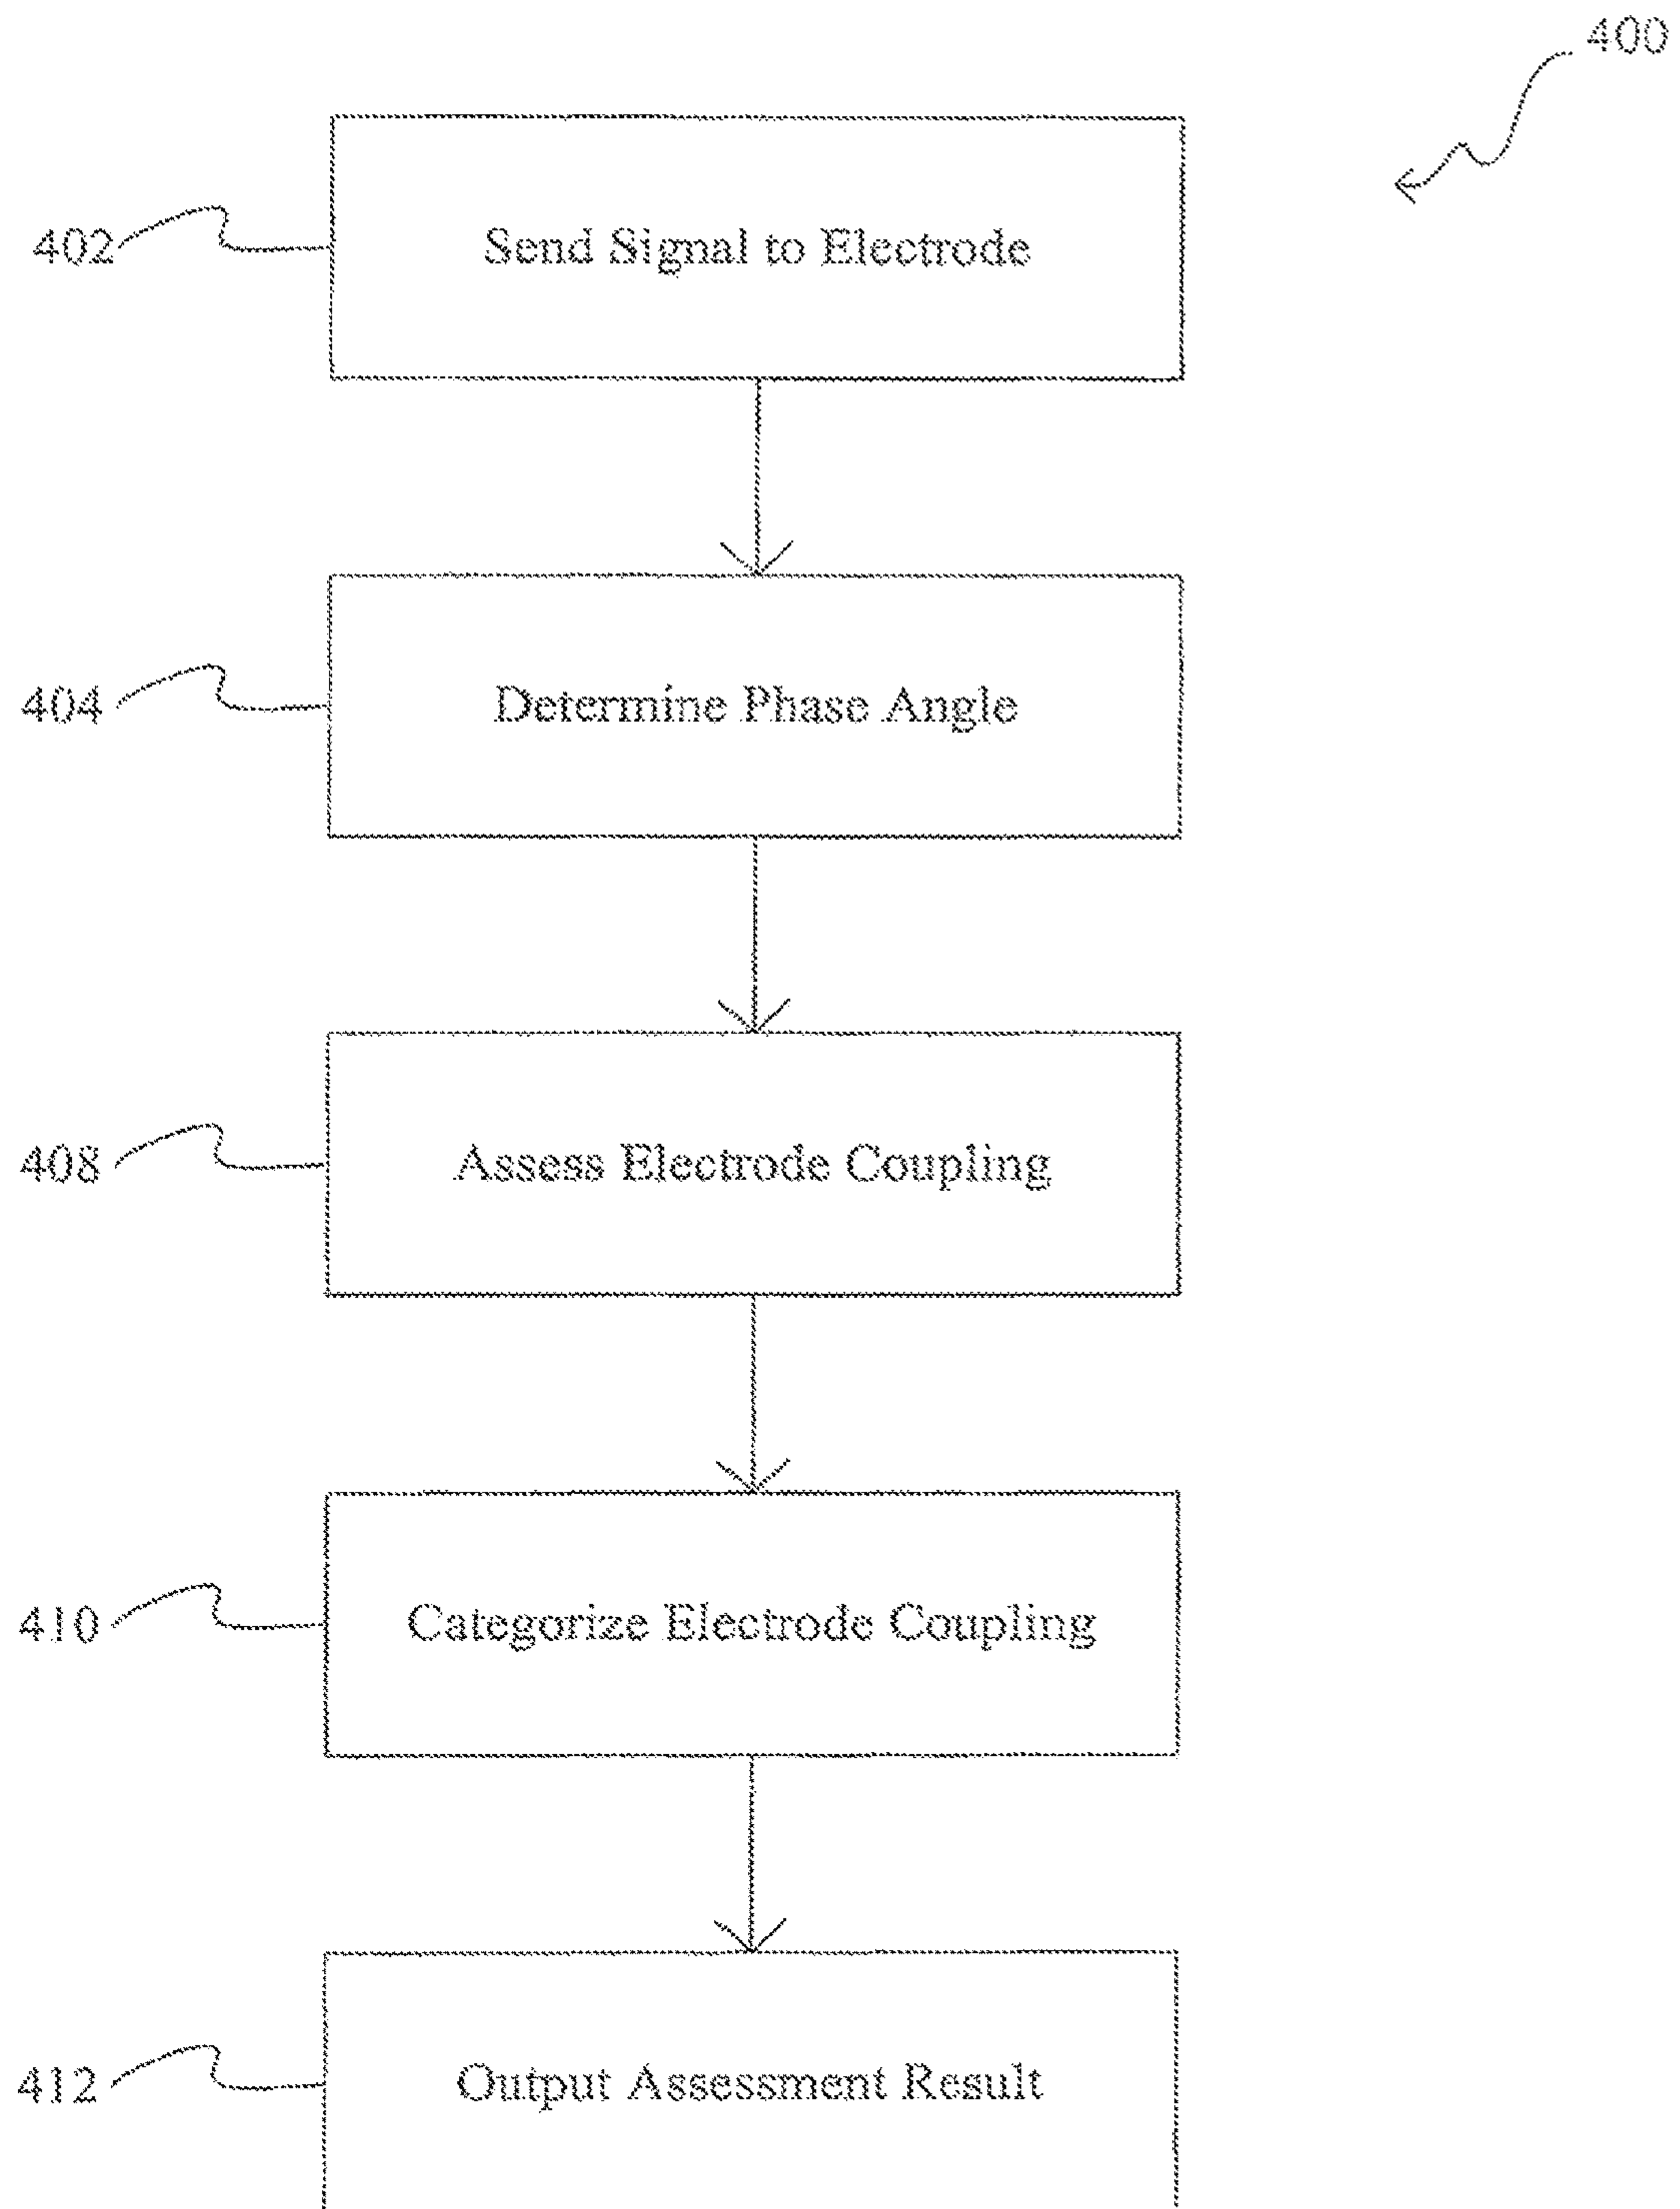 400
402 Send Signal to Electrode
404 Determine Phase Angle
408 Assess Electrode Coupling
410 Categorize Electrode Coupling
412 Output Assessment Result